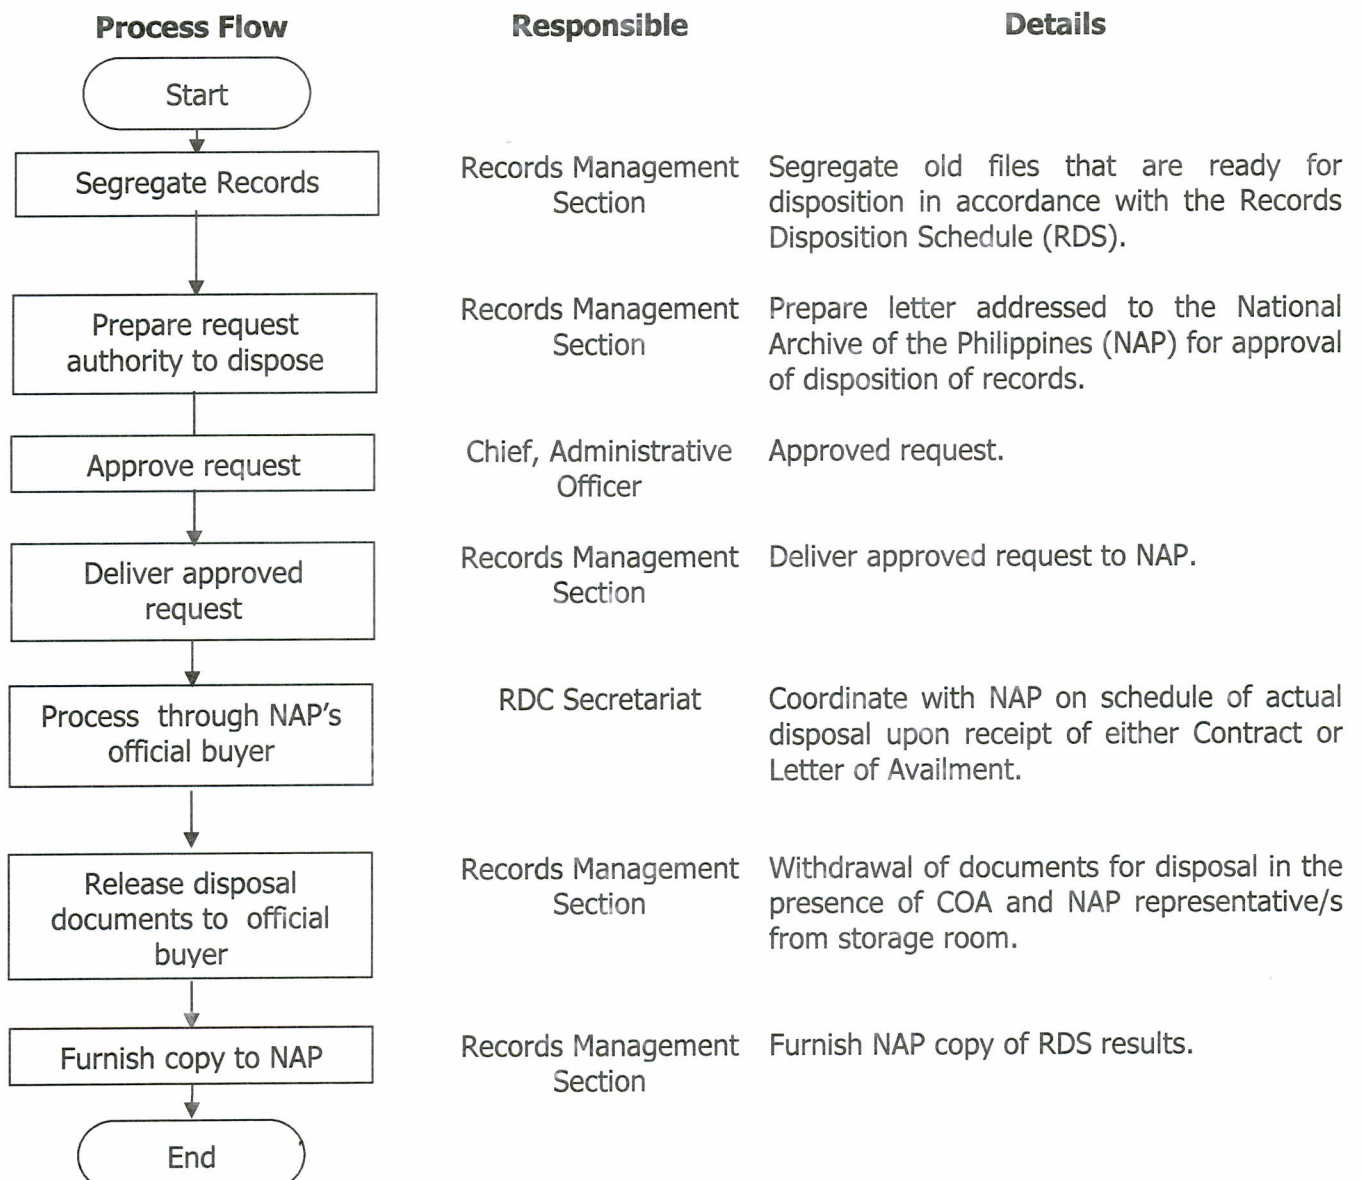 Process Flow Responsible Details
Start
Segregate Records
Records Management
Section
Segregate old files that are ready for
disposition in accordance with the Records
Disposition Schedule (RDS).
Prepare request
authority to dispose
Records Management
Section
Prepare letter addressed to the National
Archive of the Philippines (NAP) for approval
of disposition of records.
Approve request
Chief, Administrative
Officer
Approved request.
Deliver approved
request
Records Management
Section
Deliver approved request to NAP.
Process through NAP's
official buyer
RDC Secretariat
Coordinate with NAP on schedule of actual
disposal upon receipt of either Contract or
Letter of Availment.
Release disposal
documents to official
buyer
Records Management
Section
Withdrawal of documents for disposal in the
presence of COA and NAP representative/s
from storage room.
Furnish copy to NAP
Records Management
Section
Furnish NAP copy of RDS results.
End